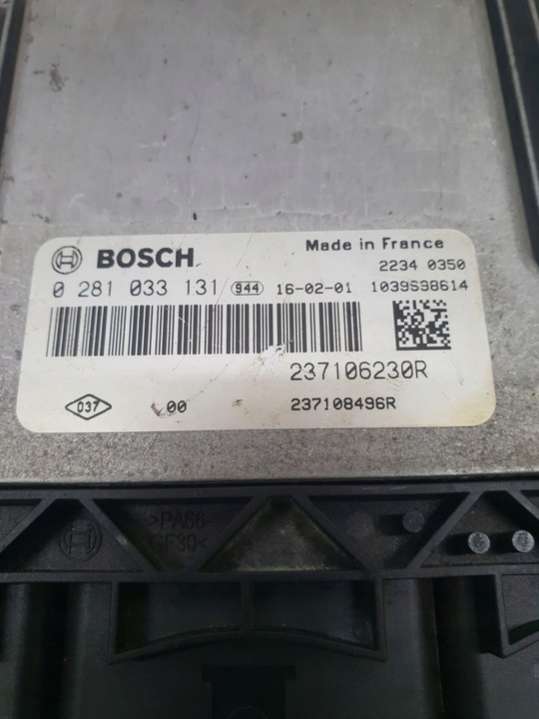 BOSCH Made in France
2234 0350
0 281 033 131 944 16-02-01 1039S38614
237106230R
037 00 237108496R
>PA66-
GF30<